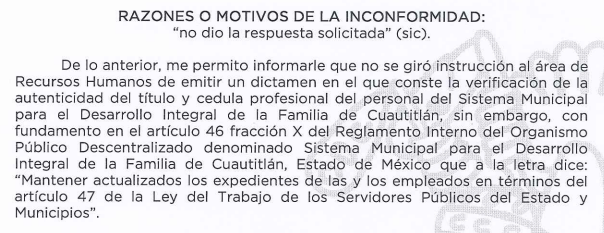 RAZONES O MOTIVOS DE LA INCONFORMIDAD:
“no dio la respuesta solicitada” (sic).
De lo anterior, me permito informarle que no se giró instrucción al área de
Recursos Humanos de emitir un dictamen en el que conste la verificación de la
autenticidad del título y cedula profesional del personal del Sistema Municipal
para el Desarrollo Integral de la Familia de Cuautitlán, sin embargo, con
fundamento en el artículo 46 fracción X del Reglamento Interno del Organismo
Público Descentralizado denominado Sistema Municipal para el Desarrollo
Integral de la Familia de Cuautitlán, Estado de México que a la letra dice:
“Mantener actualizados los expedientes de las y los empleados en términos del
artículo 47 de la Ley del Trabajo de los Servidores Públicos del Estado y
Municipios”.